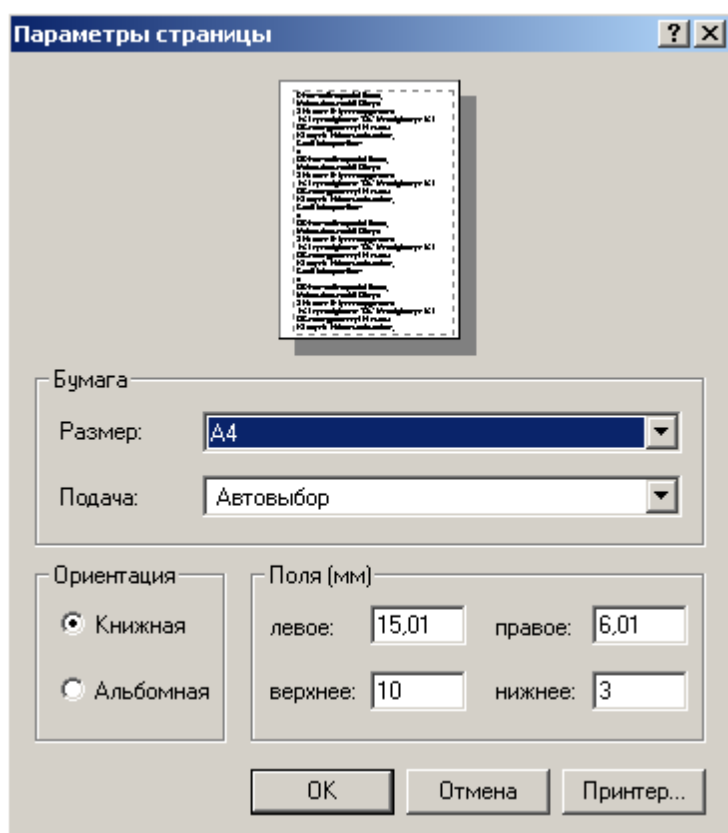 Параметры страницы
Бумага
Размер: A4
Подача: Автовыбор
Ориентация
Книжная
Альбомная
Поля (мм)
левое: 15,01 правое: 6,01
верхнее: 10 нижнее: 3
OK Отмена Принтер...